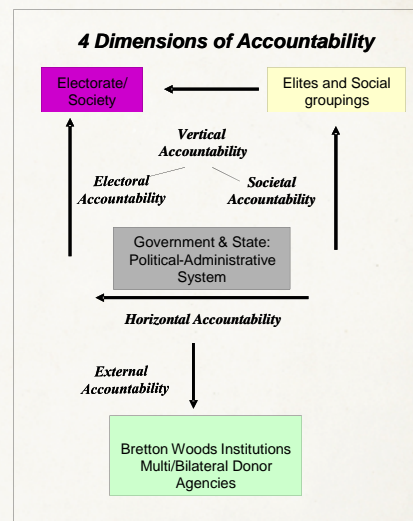 4 Dimensions of Accountability
Electorate/
Society
Elites and Social
groupings
Vertical
Accountability
Electoral
Accountability
Societal
Accountability
Government & State:
Political-Administrative
System
Horizontal Accountability
External
Accountability
Bretton Woods Institutions
Multi/Bilateral Donor
Agencies